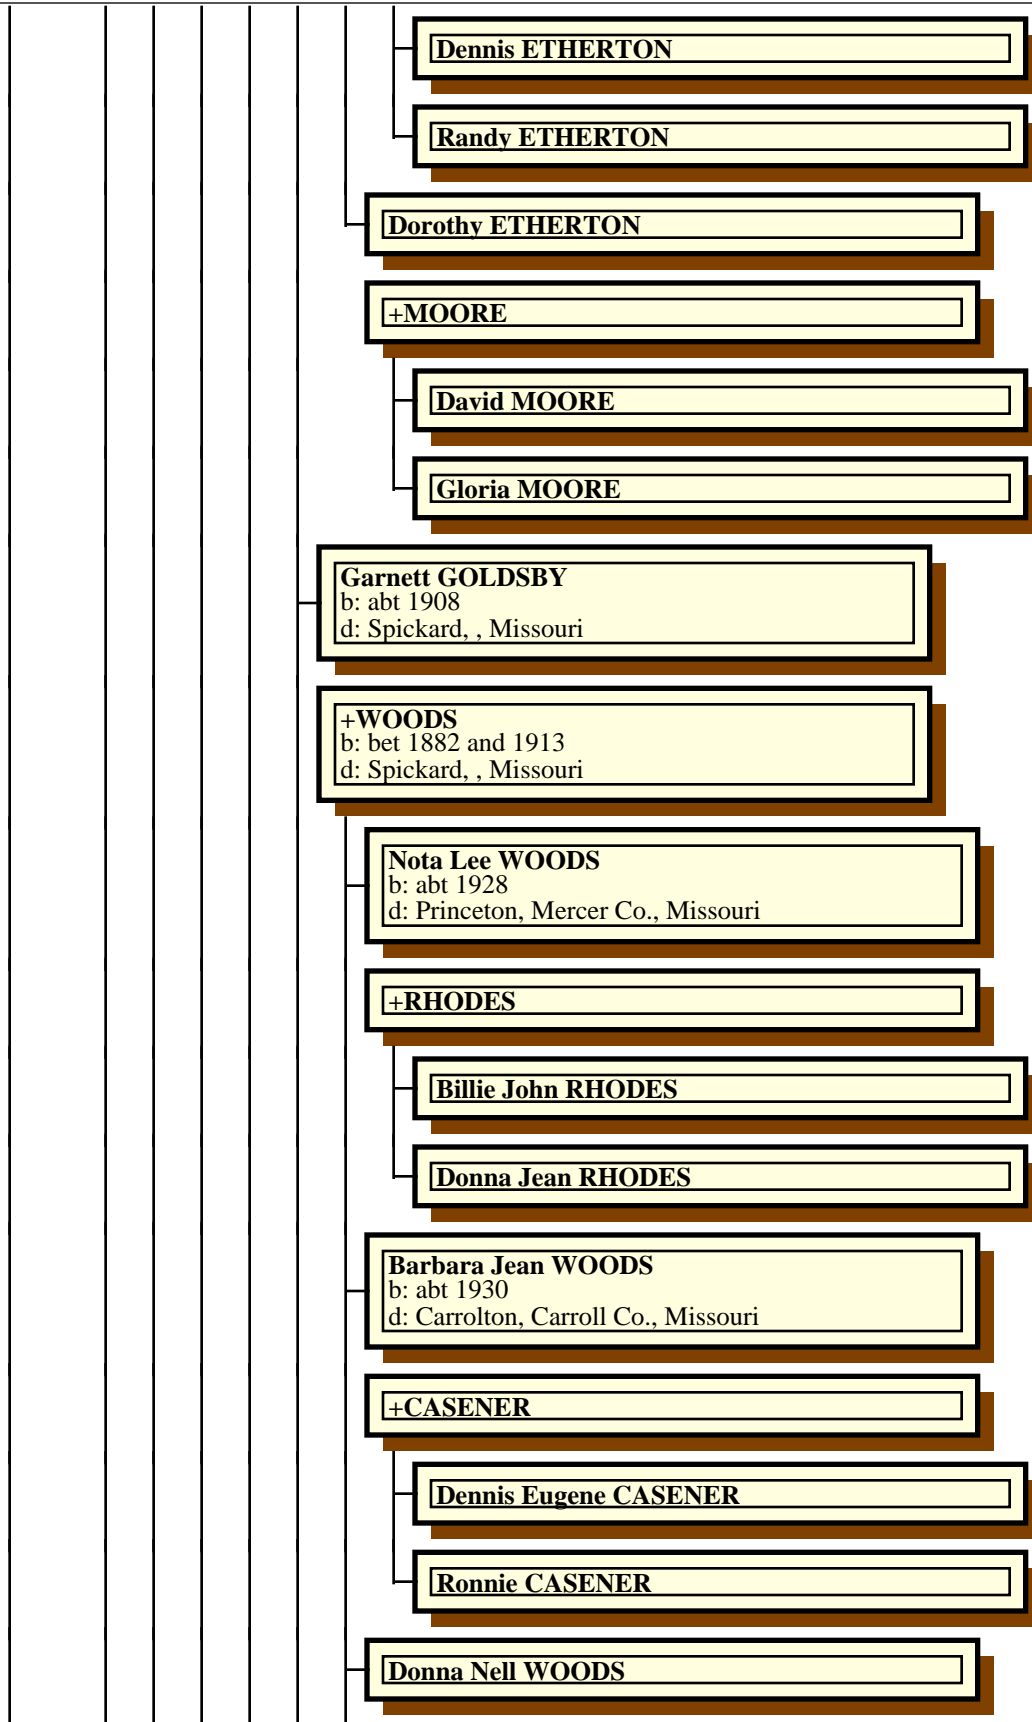 Dennis ETHERTON
Randy ETHERTON
Dorothy ETHERTON
+MOORE
David MOORE
Gloria MOORE
Garnett GOLDSBY
b: abt 1908
d: Spickard, , Missouri
+WOODS
b: bet 1882 and 1913
d: Spickard, , Missouri
Nota Lee WOODS
b: abt 1928
d: Princeton, Mercer Co., Missouri
+RHODES
Billie John RHODES
Donna Jean RHODES
Barbara Jean WOODS
b: abt 1930
d: Carrolton, Carroll Co., Missouri
+CASENER
Dennis Eugene CASENER
Ronnie CASENER
Donna Nell WOODS